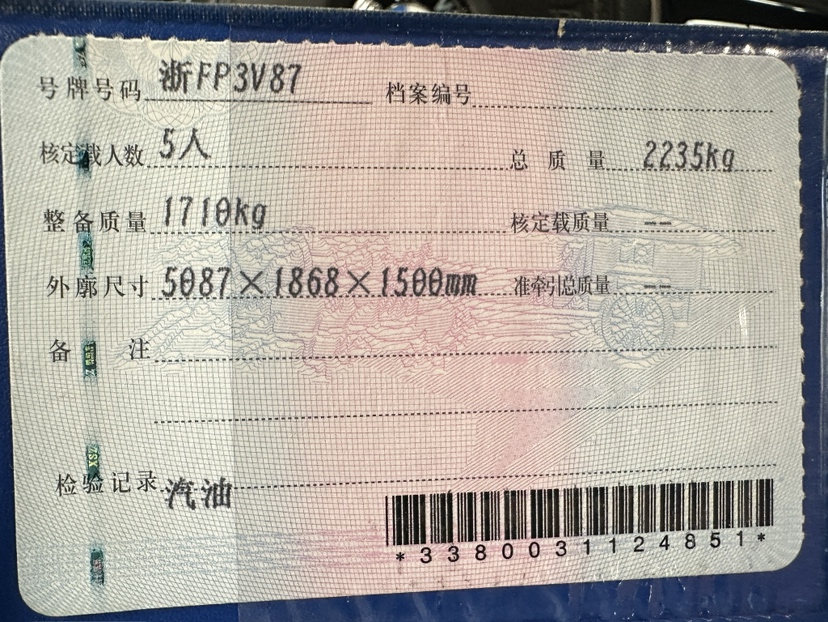 号牌号码 浙FP3V87 档案编号
核定载人数 5人 总质量 2235kg
整备质量 1710kg 核定载质量 --
外廓尺寸 5087×1868×1500mm 准牵引总质量 --
备注
检验记录 汽油
*3380031124851*